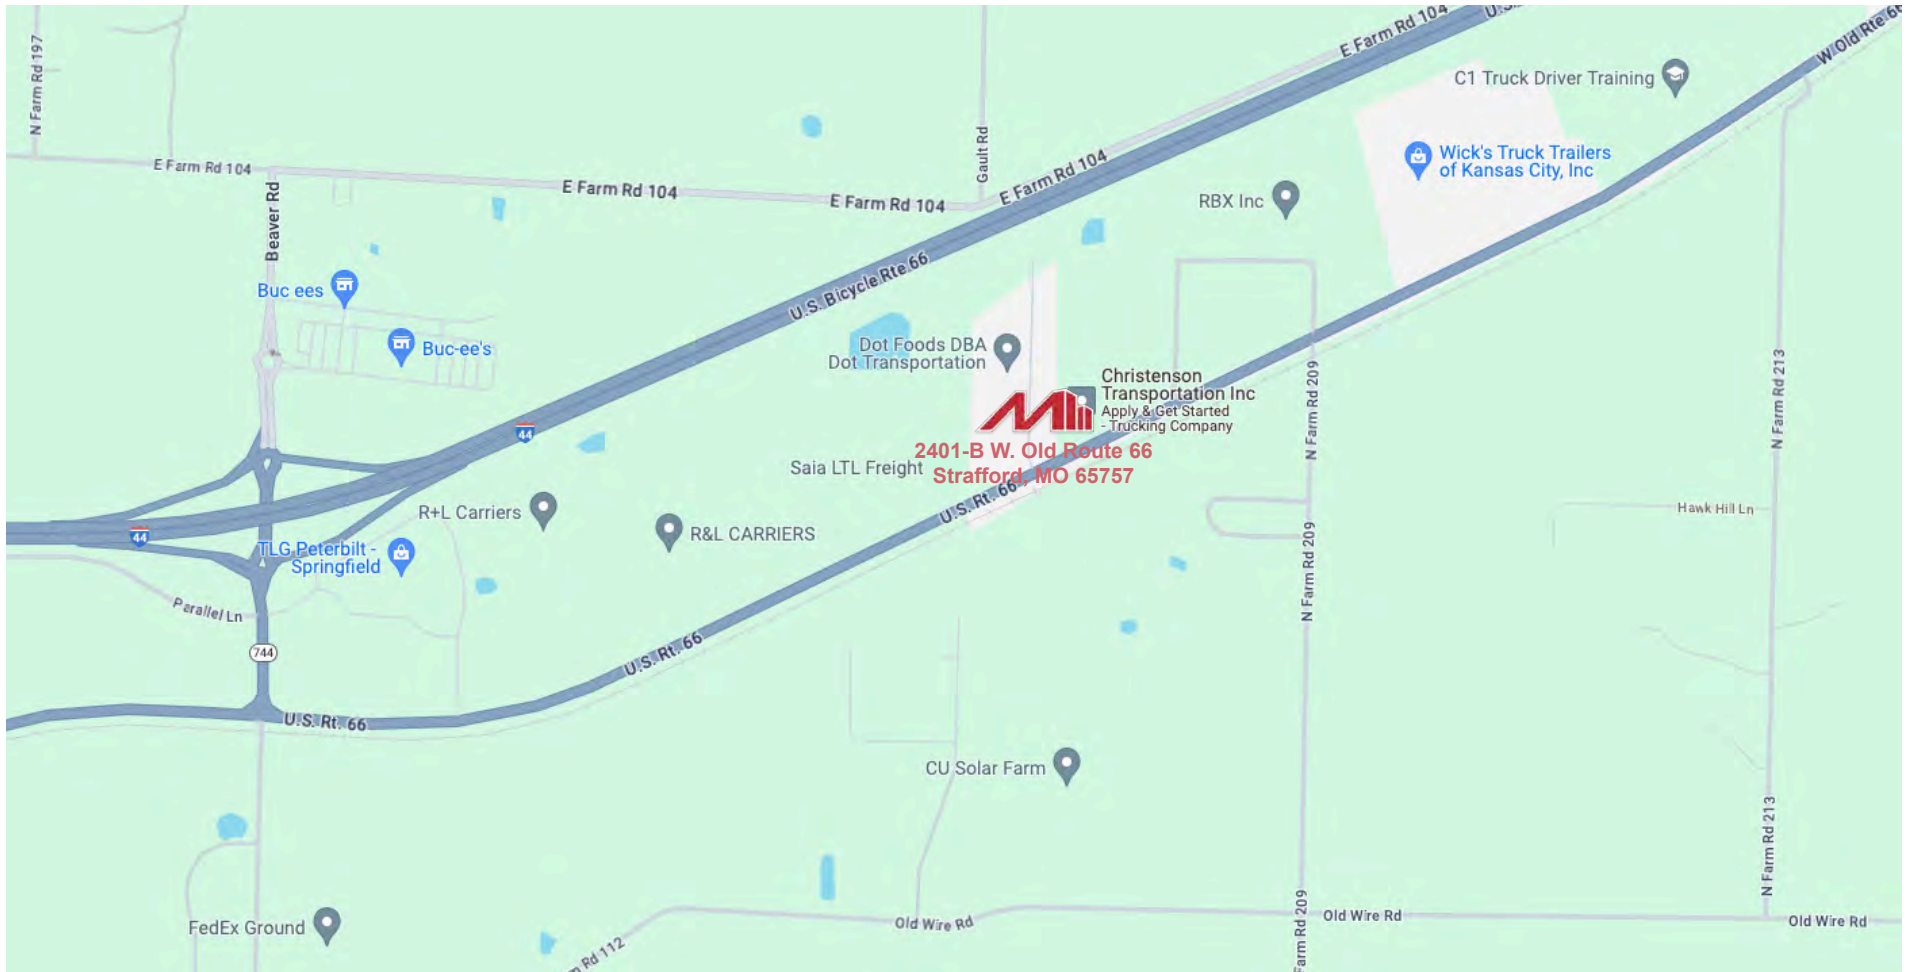 N Farm Rd 197
E Farm Rd 104
U.S.
W Old Rte 66
C1 Truck Driver Training
Gault Rd
E Farm Rd 104
E Farm Rd 104
E Farm Rd 104
E Farm Rd 104
Wick's Truck Trailers
of Kansas City, Inc
Beaver Rd
RBX Inc
U.S. Bicycle Rte 66
Buc ees
Buc-ee's
Dot Foods DBA
Dot Transportation
Christenson
Transportation Inc
Apply & Get Started
- Trucking Company
N Farm Rd 209
N Farm Rd 213
44
2401-B W. Old Route 66
Strafford, MO 65757
Saia LTL Freight
U.S. Rt. 66
R+L Carriers
R&L CARRIERS
Hawk Hill Ln
44
TLG Peterbilt -
Springfield
N Farm Rd 209
Parallel Ln
744
U.S. Rt. 66
U.S. Rt. 66
CU Solar Farm
N Farm Rd 213
FedEx Ground
Old Wire Rd
Farm Rd 209
Old Wire Rd
Old Wire Rd
Rd 112